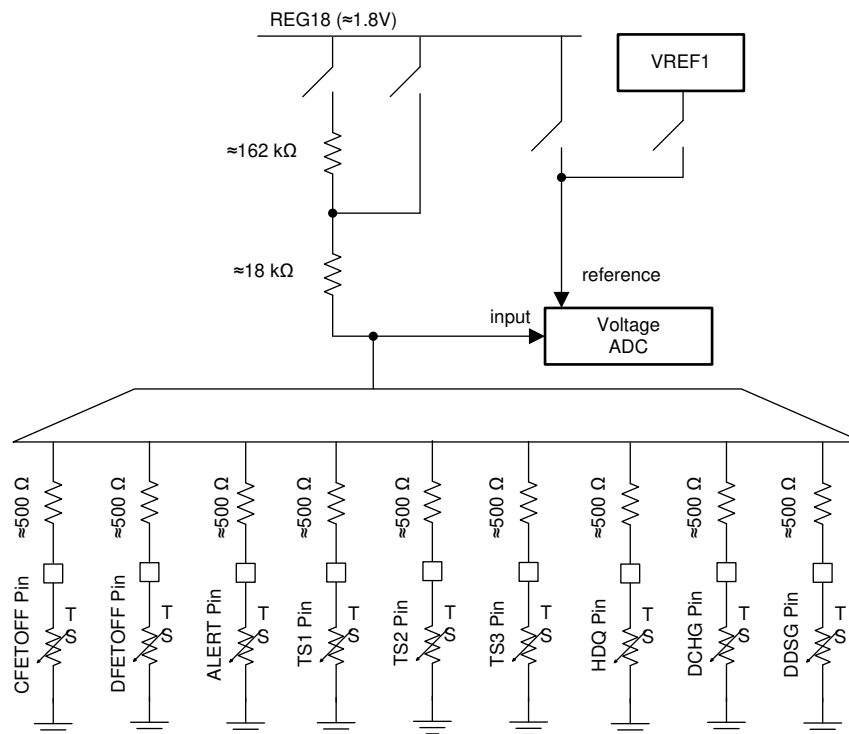 REG18 (≈1.8V)
VREF1
≈162 kΩ
≈18 kΩ
reference
input
Voltage
ADC
≈500 Ω
≈500 Ω
≈500 Ω
≈500 Ω
≈500 Ω
≈500 Ω
≈500 Ω
≈500 Ω
≈500 Ω
CFETOFF Pin
T
S
DFETOFF Pin
T
S
ALERT Pin
T
S
TS1 Pin
T
S
TS2 Pin
T
S
TS3 Pin
T
S
HDQ Pin
T
S
DCHG Pin
T
S
DDSG Pin
T
S